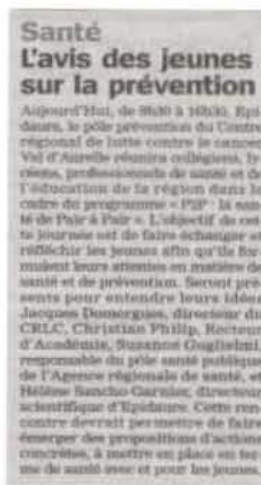 Santé
L'avis des jeunes
sur la prévention
Aujourd'Hui, de 9h30 à 16h30, Epi-
daure, le pôle prévention du Centre
régional de lutte contre le cancer
Val d'Aurelle réunira collégiens, ly-
céens, professionnels de santé et de
l'éducation de la région dans le
cadre du programme « P2P : la san-
té de Pair à Pair ». L'objectif de cet-
te journée est de faire échanger et
réfléchir les jeunes afin qu'ils for-
mulent leurs attentes en matière de
santé et de prévention. Seront pré-
sents pour entendre leurs idées
Jacques Domergues, directeur du
CRLC, Christian Philip, Recteur
d'Académie, Suzanne Guglielmi,
responsable du pôle santé publique
de l'Agence régionale de santé, et
Hélène Sancho-Garnier, directeur
scientifique d'Epidaure. Cette ren-
contre devrait permettre de faire
émerger des propositions d'actions
concrètes, à mettre en place en ter-
me de santé avec et pour les jeunes.